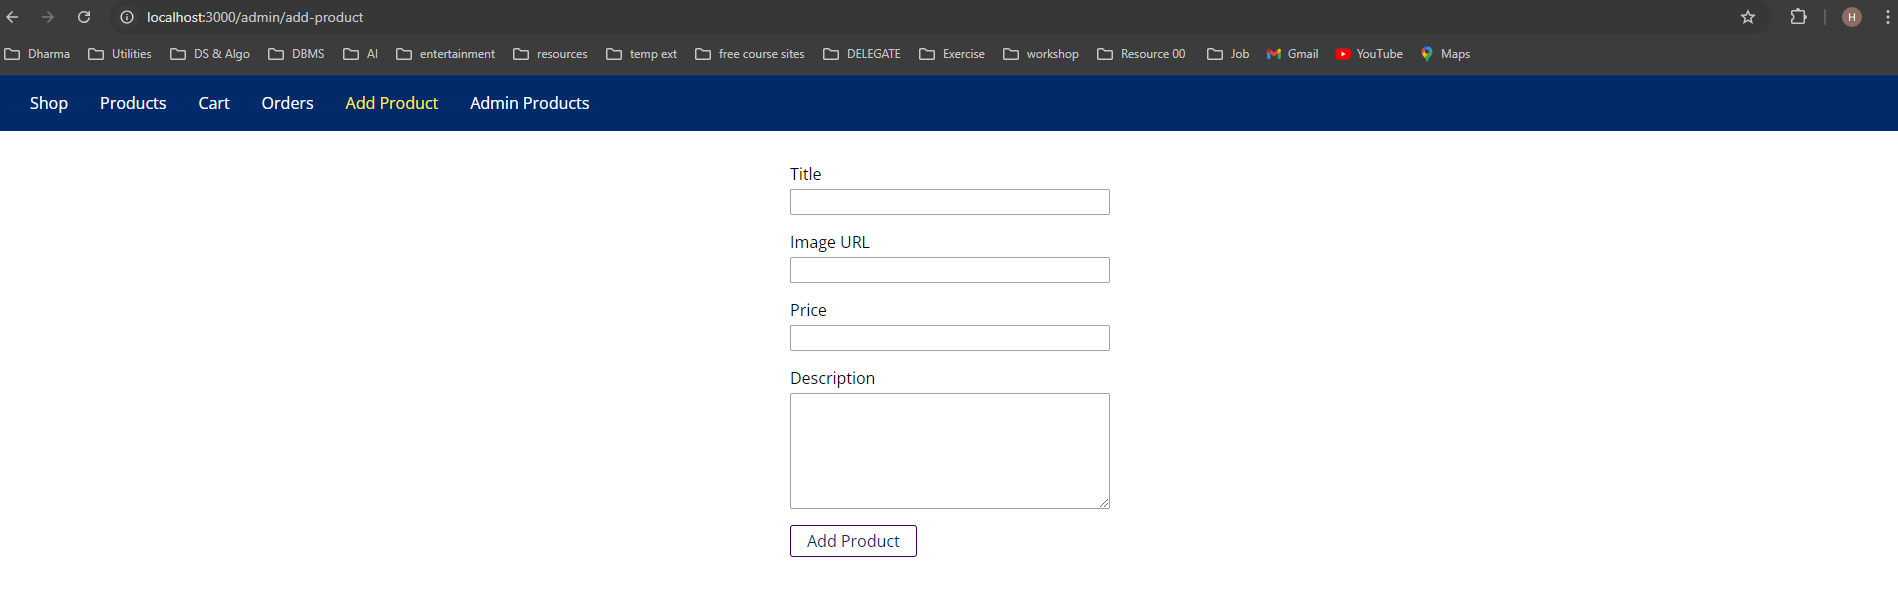 localhost:3000/admin/add-product
H
Dharma Utilities DS & Algo DBMS AI entertainment resources temp ext free course sites DELEGATE Exercise workshop Resource 00 Job Gmail YouTube Maps
Shop Products Cart Orders Add Product Admin Products
Title
Image URL
Price
Description
Add Product